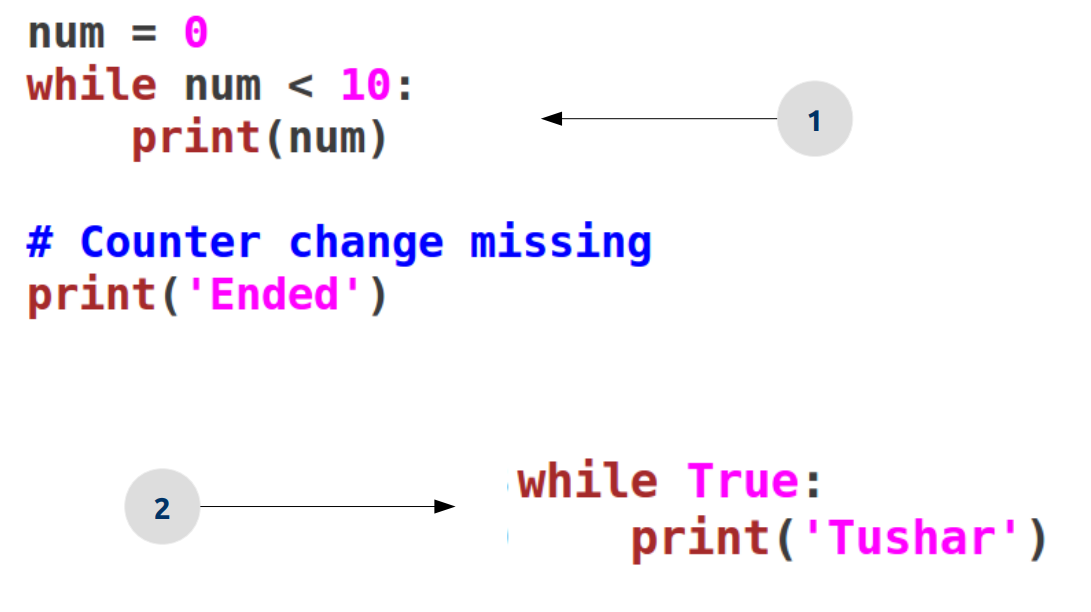 num = 0
while num < 10:
    print(num)
1
# Counter change missing
print('Ended')
2
while True:
    print('Tushar')